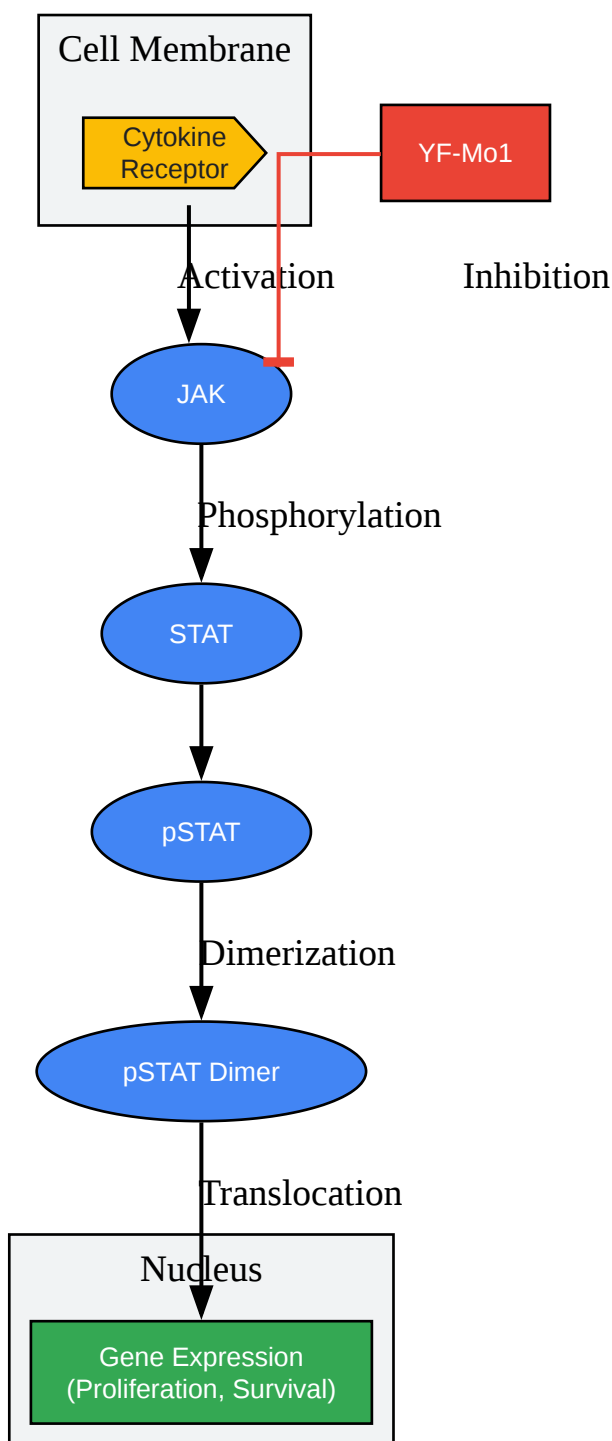 Cell Membrane
Cytokine
Receptor
YF-Mo1
Activation
Inhibition
JAK
Phosphorylation
STAT
pSTAT
Dimerization
pSTAT Dimer
Translocation
Nucleus
Gene Expression
(Proliferation, Survival)